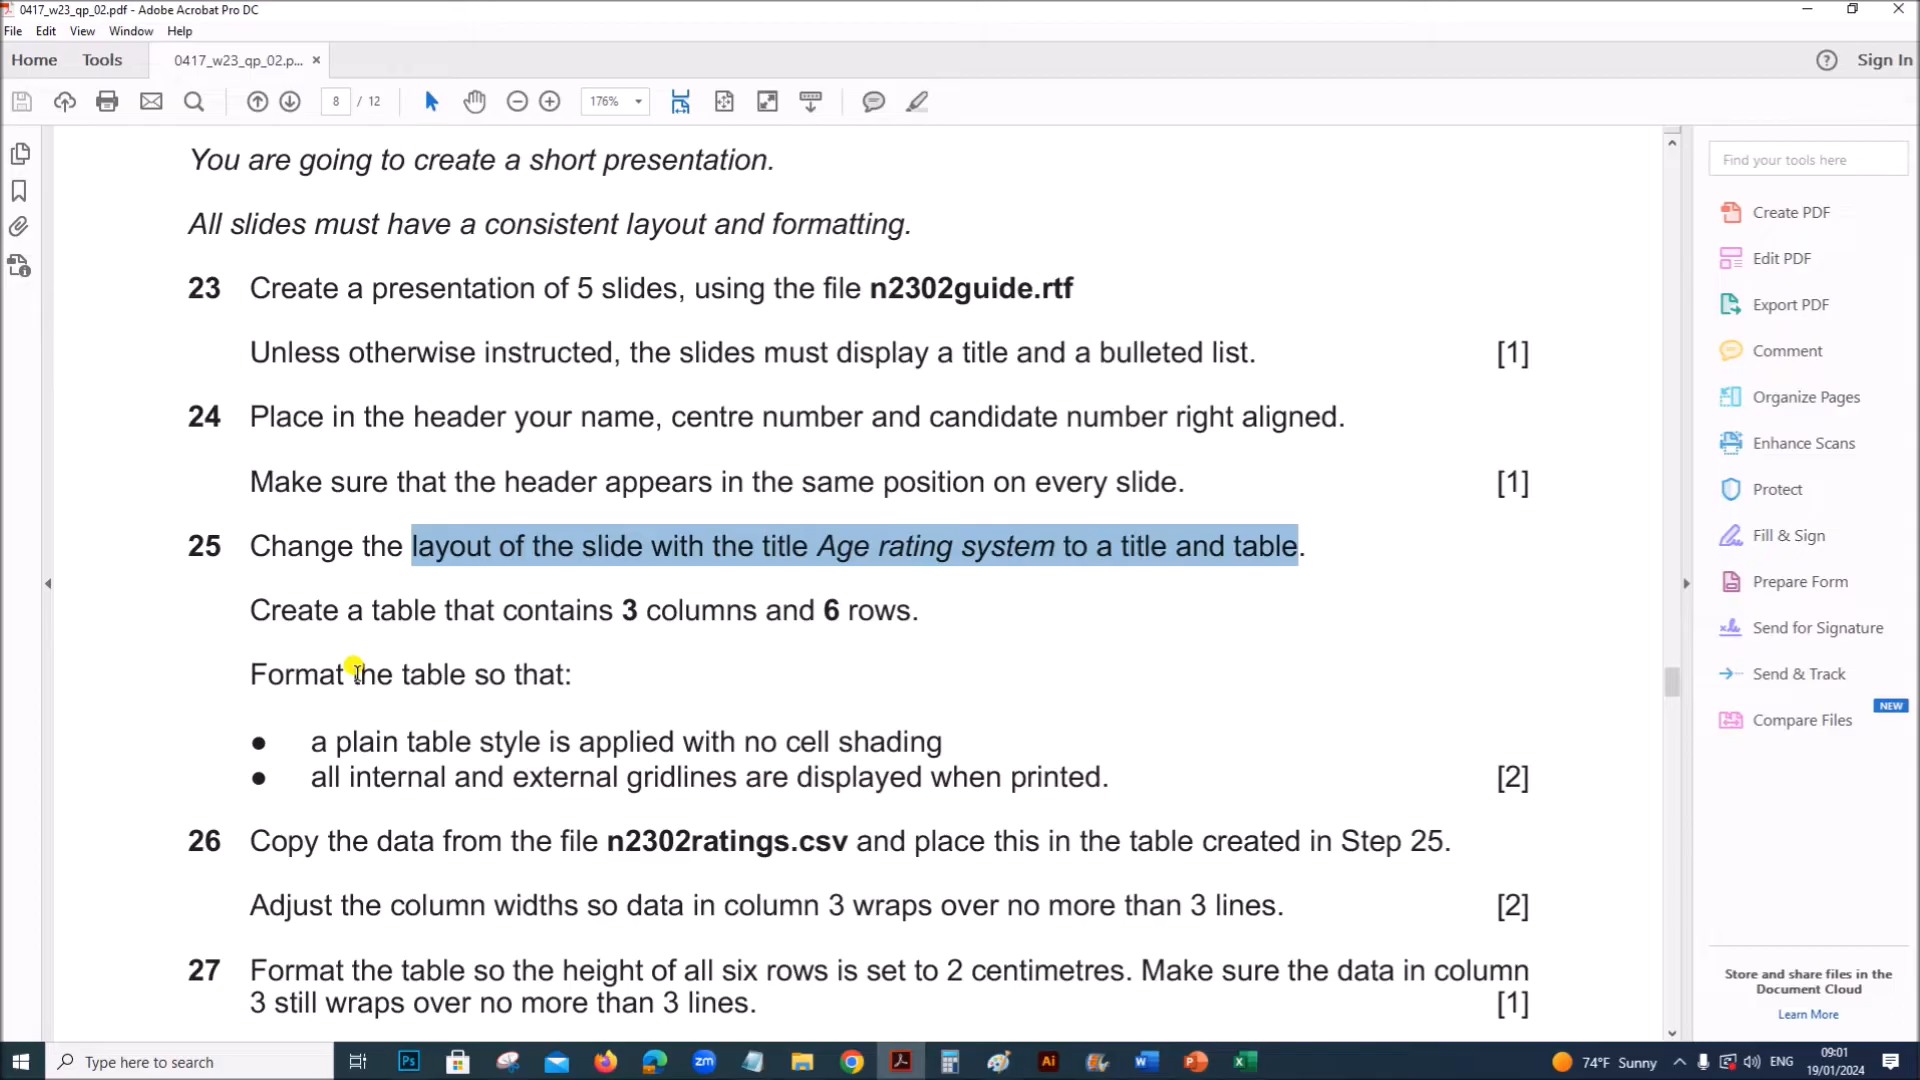 0417_w23_qp_02.pdf - Adobe Acrobat Pro DC
File Edit View Window Help
Home Tools 0417_w23_qp_02.p... × Sign In
8 / 12 176%
You are going to create a short presentation.
All slides must have a consistent layout and formatting.
23 Create a presentation of 5 slides, using the file n2302guide.rtf
Unless otherwise instructed, the slides must display a title and a bulleted list. [1]
24 Place in the header your name, centre number and candidate number right aligned.
Make sure that the header appears in the same position on every slide. [1]
25 Change the layout of the slide with the title Age rating system to a title and table.
Create a table that contains 3 columns and 6 rows.
Format the table so that:
● a plain table style is applied with no cell shading
● all internal and external gridlines are displayed when printed. [2]
26 Copy the data from the file n2302ratings.csv and place this in the table created in Step 25.
Adjust the column widths so data in column 3 wraps over no more than 3 lines. [2]
27 Format the table so the height of all six rows is set to 2 centimetres. Make sure the data in column
3 still wraps over no more than 3 lines. [1]
Find your tools here
Create PDF
Edit PDF
Export PDF
Comment
Organize Pages
Enhance Scans
Protect
Fill & Sign
Prepare Form
Send for Signature
Send & Track
NEW
Compare Files
Store and share files in the
Document Cloud
Learn More
Type here to search
Ps
zm
Ai
74°F Sunny
ENG
09:01
19/01/2024